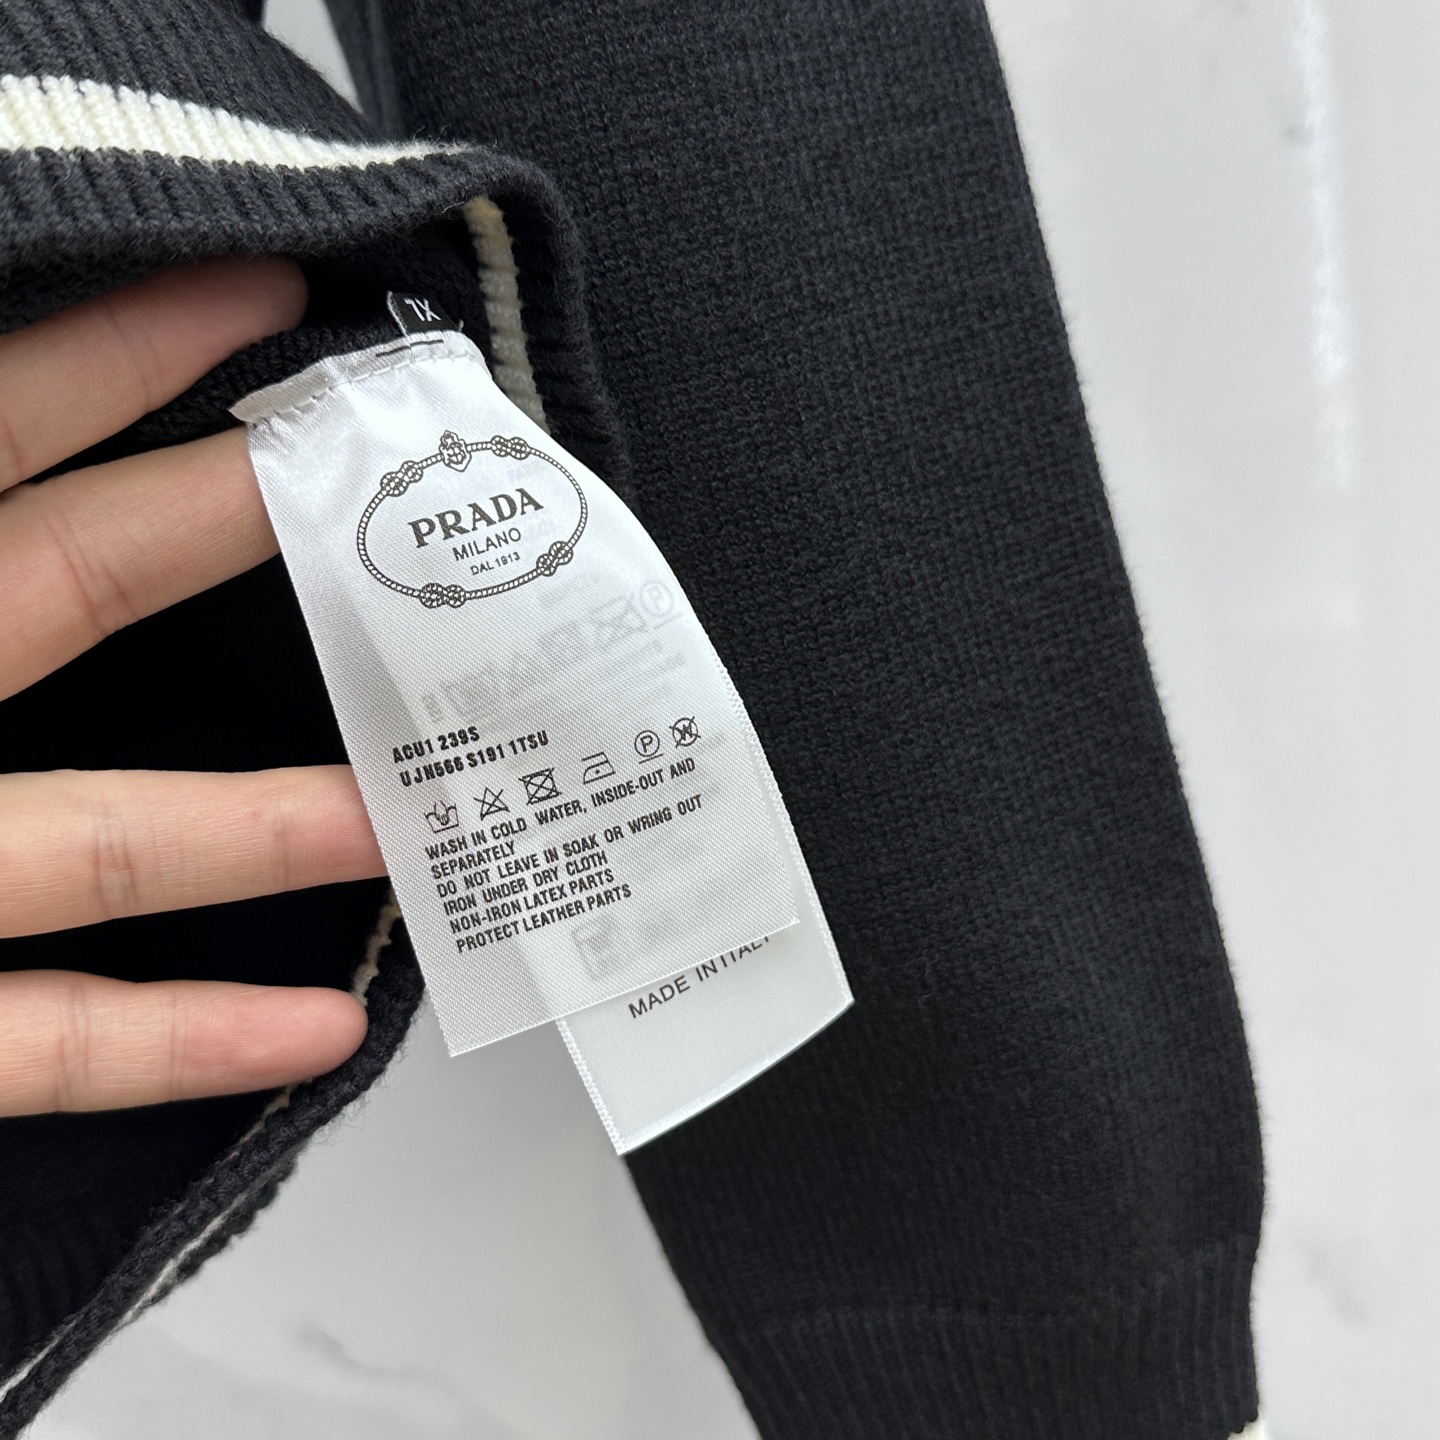 XL
PRADA
MILANO
DAL 1913
ACU1 239S
UJN566 S191 1TSU
P
W
WASH IN COLD WATER, INSIDE-OUT AND
SEPARATELY
DO NOT LEAVE IN SOAK OR WRING OUT
IRON UNDER DRY CLOTH
NON-IRON LATEX PARTS
PROTECT LEATHER PARTS
MADE IN ITALY